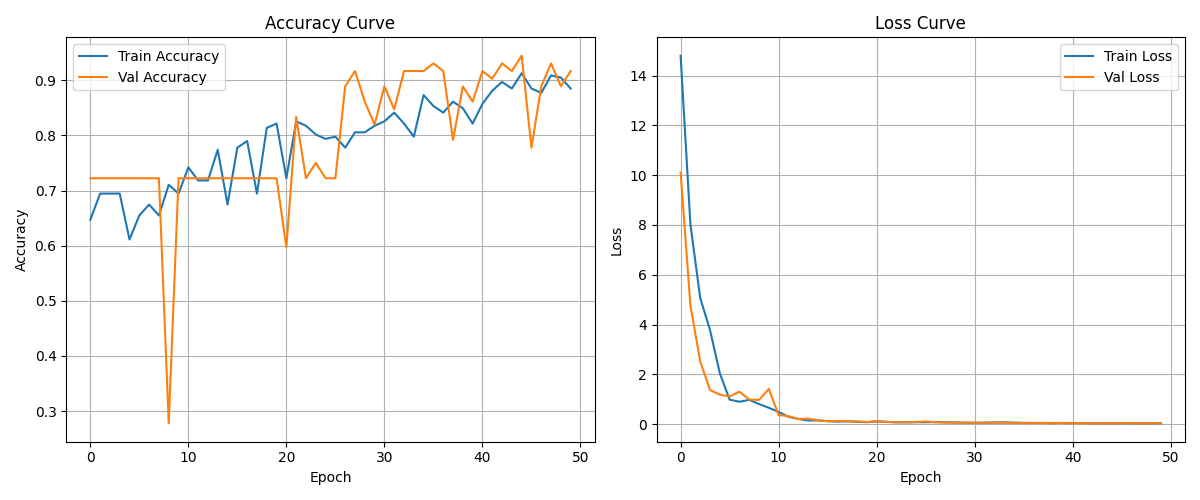 Accuracy Curve
Train Accuracy
Val Accuracy
0.9
0.8
0.7
0.6
0.5
0.4
0.3
Accuracy
0 10 20 30 40 50
Epoch
Loss Curve
Train Loss
Val Loss
14
12
10
8
6
4
2
0
Loss
0 10 20 30 40 50
Epoch